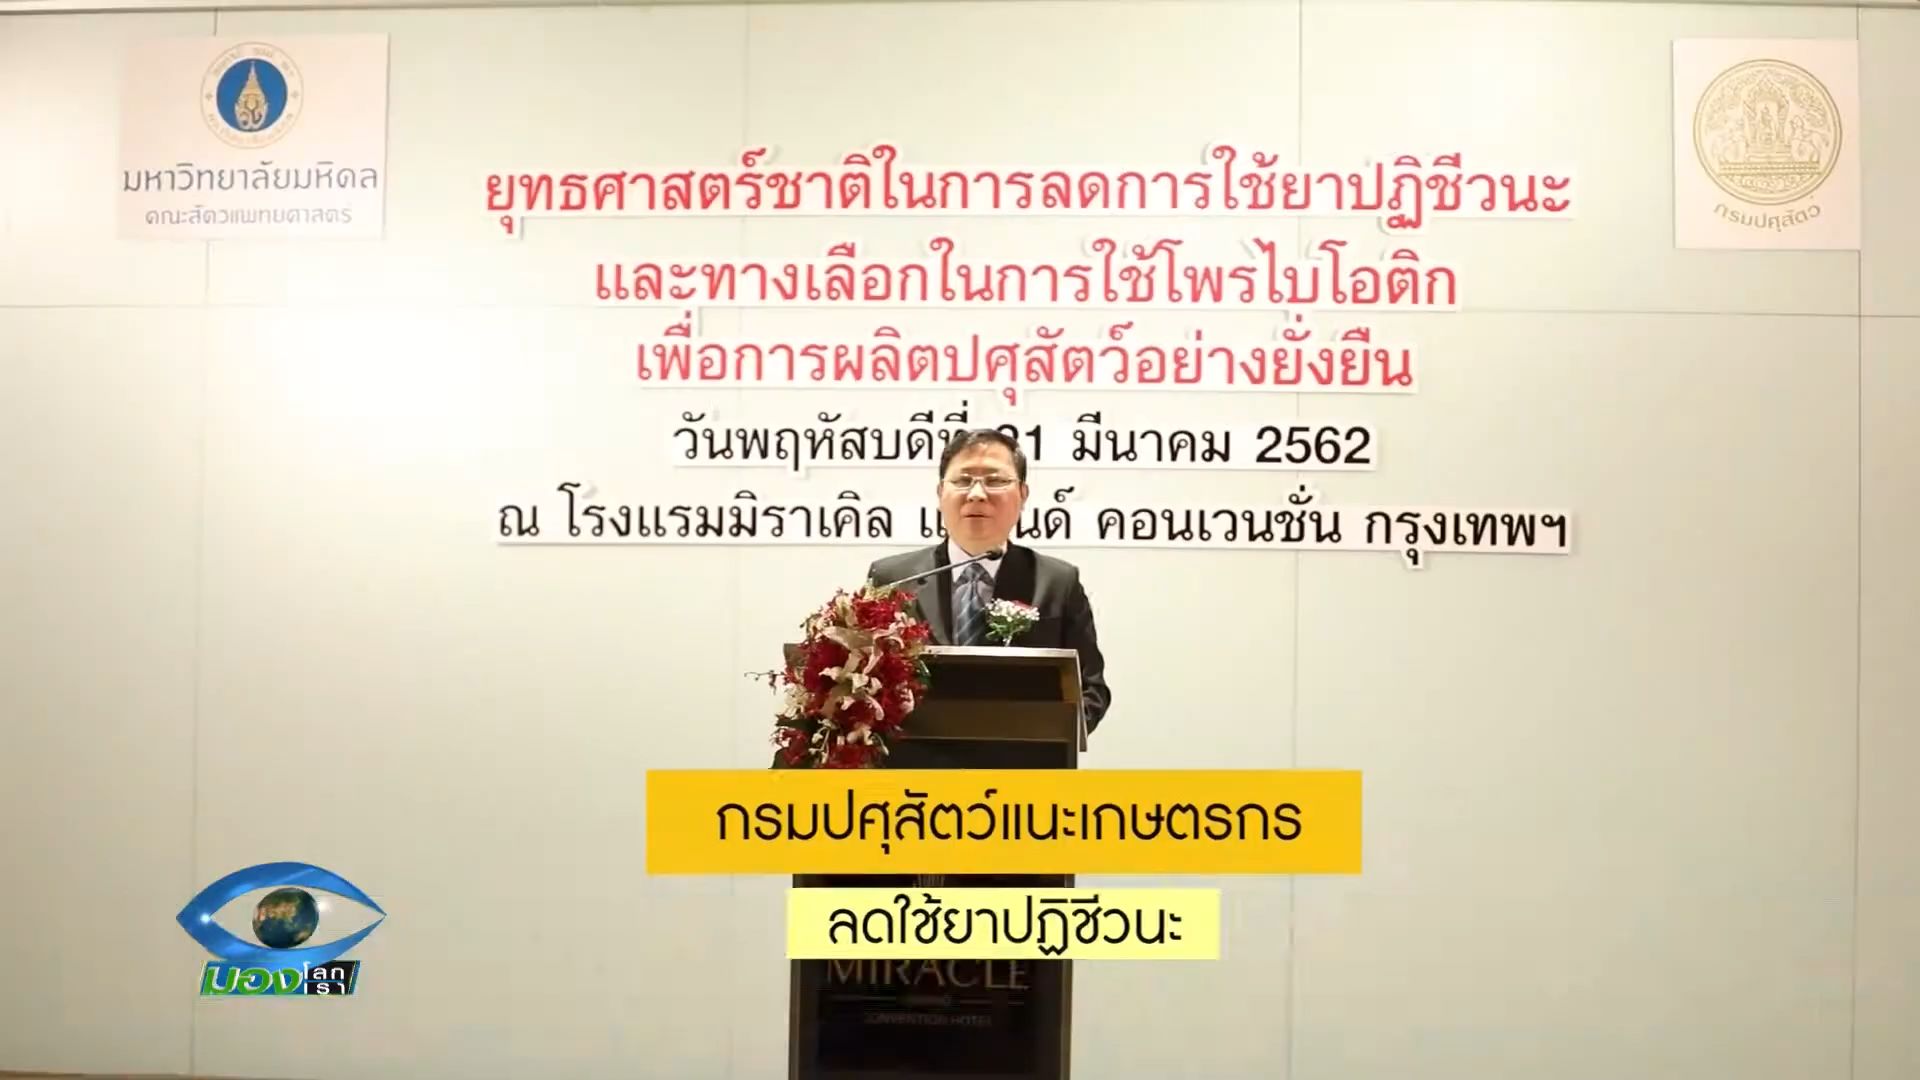 มหาวิทยาลัยมหิดล
คณะสัตวแพทยศาสตร์
กรมปศุสัตว์
ยุทธศาสตร์ชาติในการลดการใช้ยาปฏิชีวนะ
และทางเลือกในการใช้โพรไบโอติก
เพื่อการผลิตปศุสัตว์อย่างยั่งยืน
วันพฤหัสบดีที่ 21 มีนาคม 2562
ณ โรงแรมมิราเคิล คอนเวนชั่น กรุงเทพฯ
กรมปศุสัตว์แนะเกษตรกร
ลดใช้ยาปฏิชีวนะ
มองโลก
เรา
MIRACLE
CONVENTION HOTEL